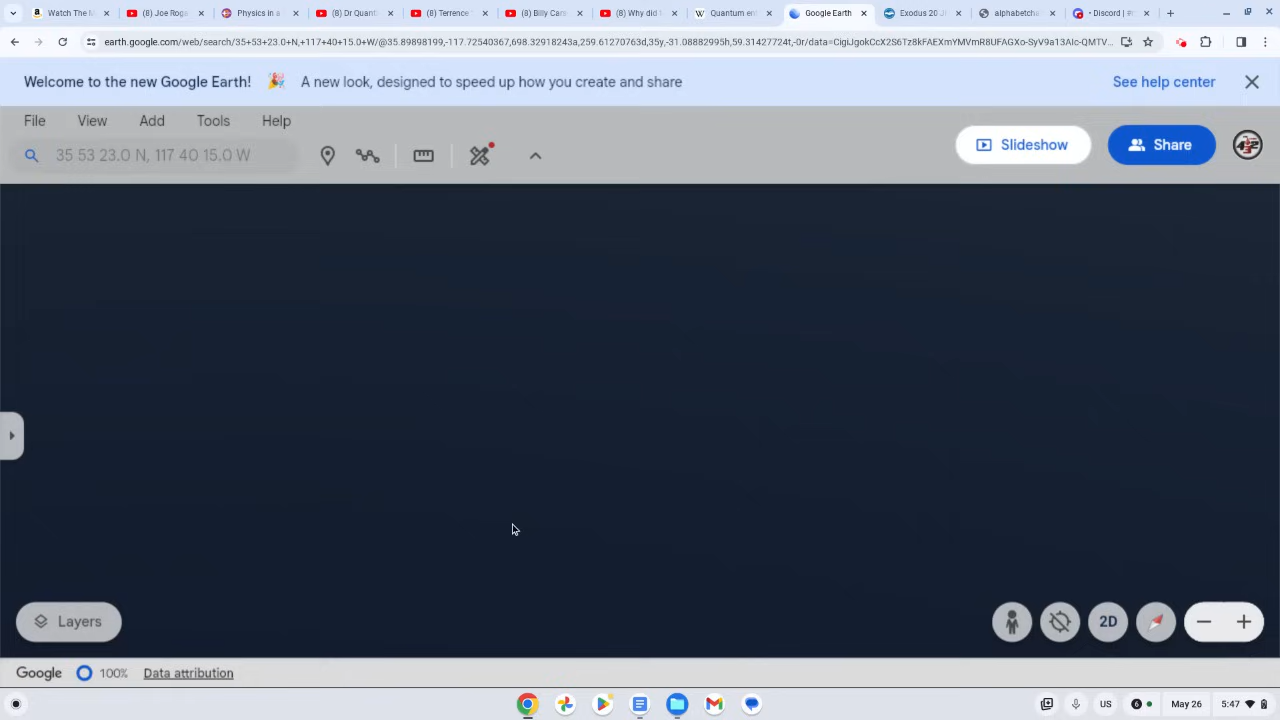 Watch The M
(8) Joe Roga
Physics in a
(8) Dr Quanti
(8) Terrence
(8) Billy Cars
(8) Why did
Quantum en
Google Earth
Exodus 20 J
alphabetcha
• Discord | #
earth.google.com/web/search/35+53+23.0+N,+117+40+15.0+W/@35.89898199,-117.72540367,698.32918243a,259.61270763d,35y,-31.08882995h,59.31427724t,-0r/data=
Welcome to the new Google Earth! A new look, designed to speed up how you create and share See help center
File View Add Tools Help
35 53 23.0 N, 117 40 15.0 W
Slideshow Share
Layers
2D
Google 100% Data attribution
US 6 May 26 5:47